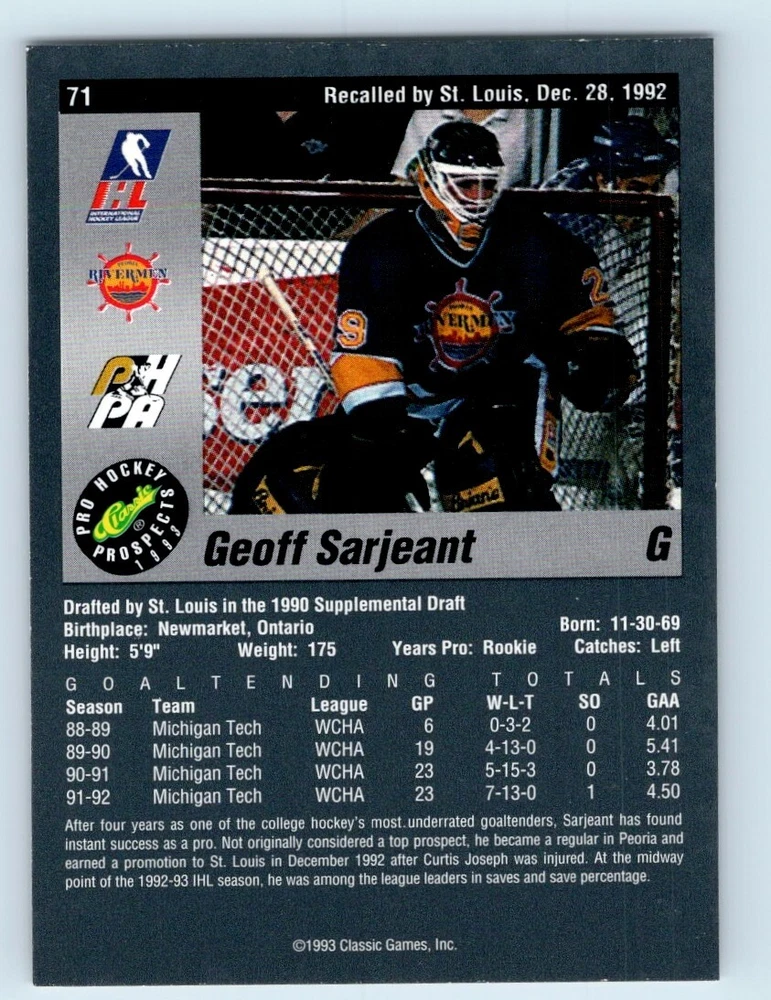 71
Recalled by St. Louis, Dec. 28, 1992
IHL
INTERNATIONAL
HOCKEY LEAGUE
PEORIA
RIVERMEN
PHPA
PRO HOCKEY
Classic®
PROSPECTS
1993
29
PEORIA
RIVERMEN
2
Brians
Geoff Sarjeant
G
Drafted by St. Louis in the 1990 Supplemental Draft
Birthplace: Newmarket, Ontario Born: 11-30-69
Height: 5'9" Weight: 175 Years Pro: Rookie Catches: Left
GOALTENDING TOTALS
Season Team League GP W-L-T SO GAA
88-89 Michigan Tech WCHA 6 0-3-2 0 4.01
89-90 Michigan Tech WCHA 19 4-13-0 0 5.41
90-91 Michigan Tech WCHA 23 5-15-3 0 3.78
91-92 Michigan Tech WCHA 23 7-13-0 1 4.50
After four years as one of the college hockey's most underrated goaltenders, Sarjeant has found
instant success as a pro. Not originally considered a top prospect, he became a regular in Peoria and
earned a promotion to St. Louis in December 1992 after Curtis Joseph was injured. At the midway
point of the 1992-93 IHL season, he was among the league leaders in saves and save percentage.
©1993 Classic Games, Inc.